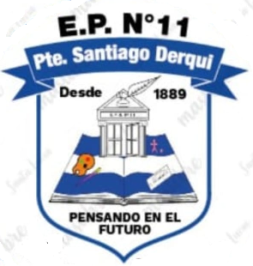 E.P. N°11
Pte. Santiago Derqui
Desde 1889
PENSANDO EN EL
FUTURO